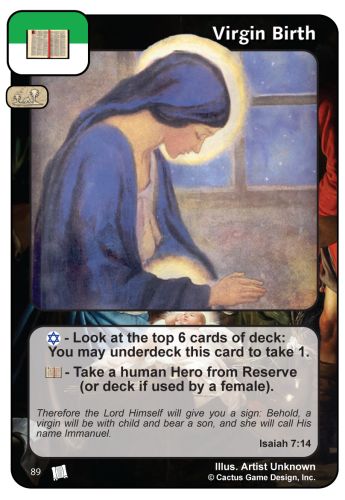 Virgin Birth
- Look at the top 6 cards of deck:
You may underdeck this card to take 1.
- Take a human Hero from Reserve
(or deck if used by a female).
Therefore the Lord Himself will give you a sign: Behold, a
virgin will be with child and bear a son, and she will call His
name Immanuel.
Isaiah 7:14
89
Illus. Artist Unknown
© Cactus Game Design, Inc.